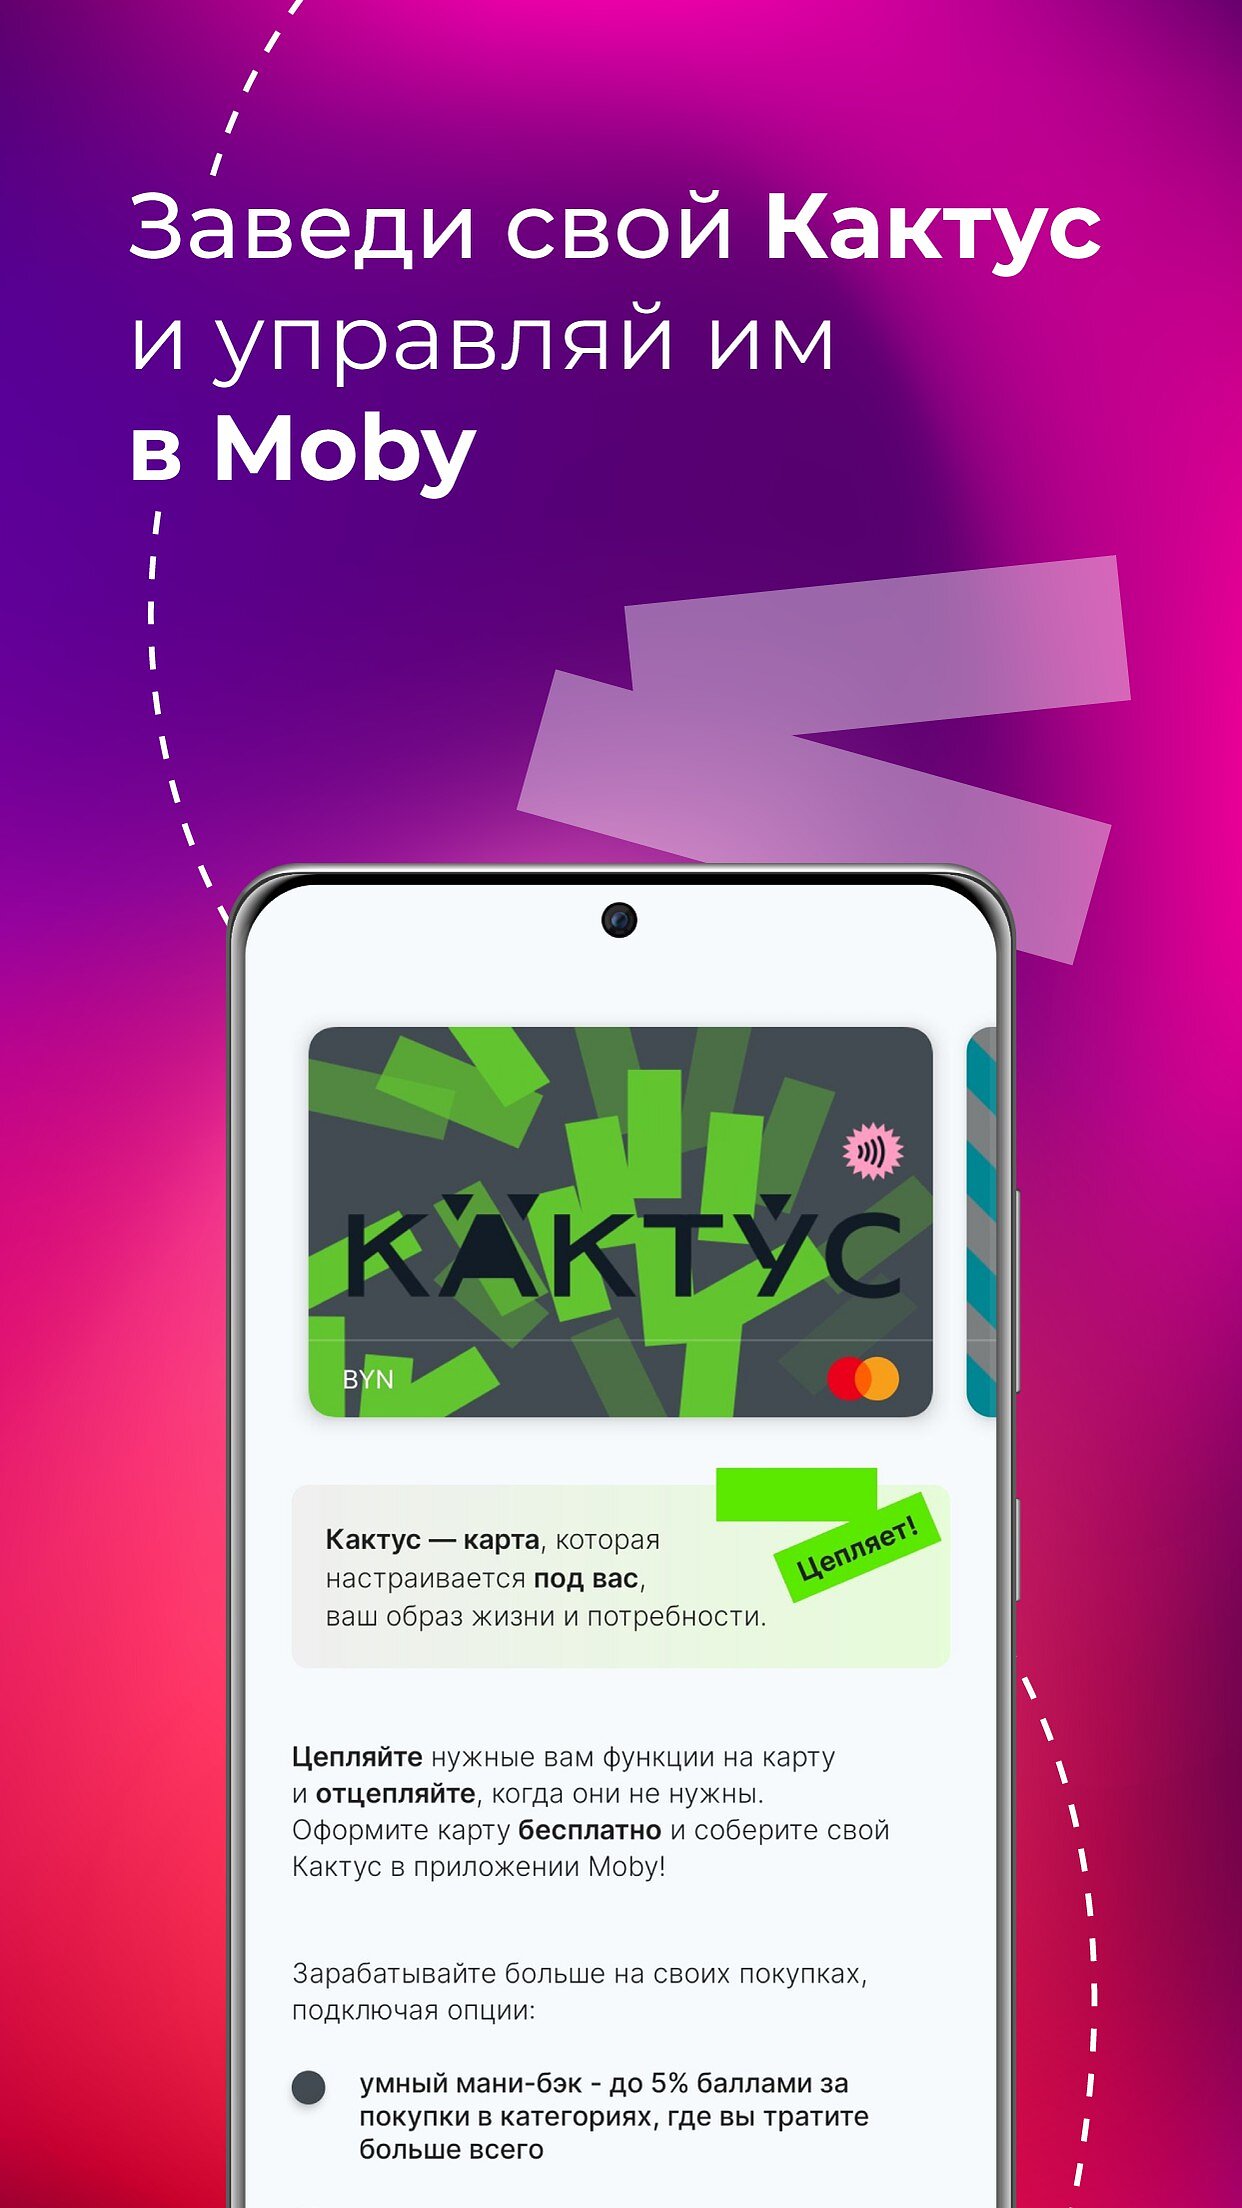 Заведи свой Кактус
и управляй им
в Moby
КАКТУС
BYN
Кактус — карта, которая
настраивается под вас,
ваш образ жизни и потребности.
Цепляет!
Цепляйте нужные вам функции на карту
и отцепляйте, когда они не нужны.
Оформите карту бесплатно и соберите свой
Кактус в приложении Moby!
Зарабатывайте больше на своих покупках,
подключая опции:
умный мани-бэк - до 5% баллами за
покупки в категориях, где вы тратите
больше всего